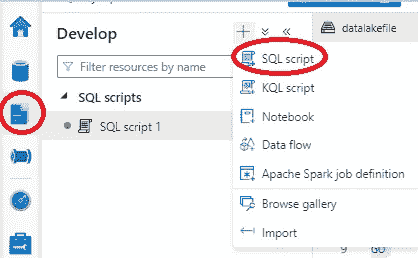 Develop
datalakefile
Filter resources by name
SQL script
SQL scripts
KQL script
SQL script 1
Notebook
Data flow
Apache Spark job definition
Browse gallery
Import
9